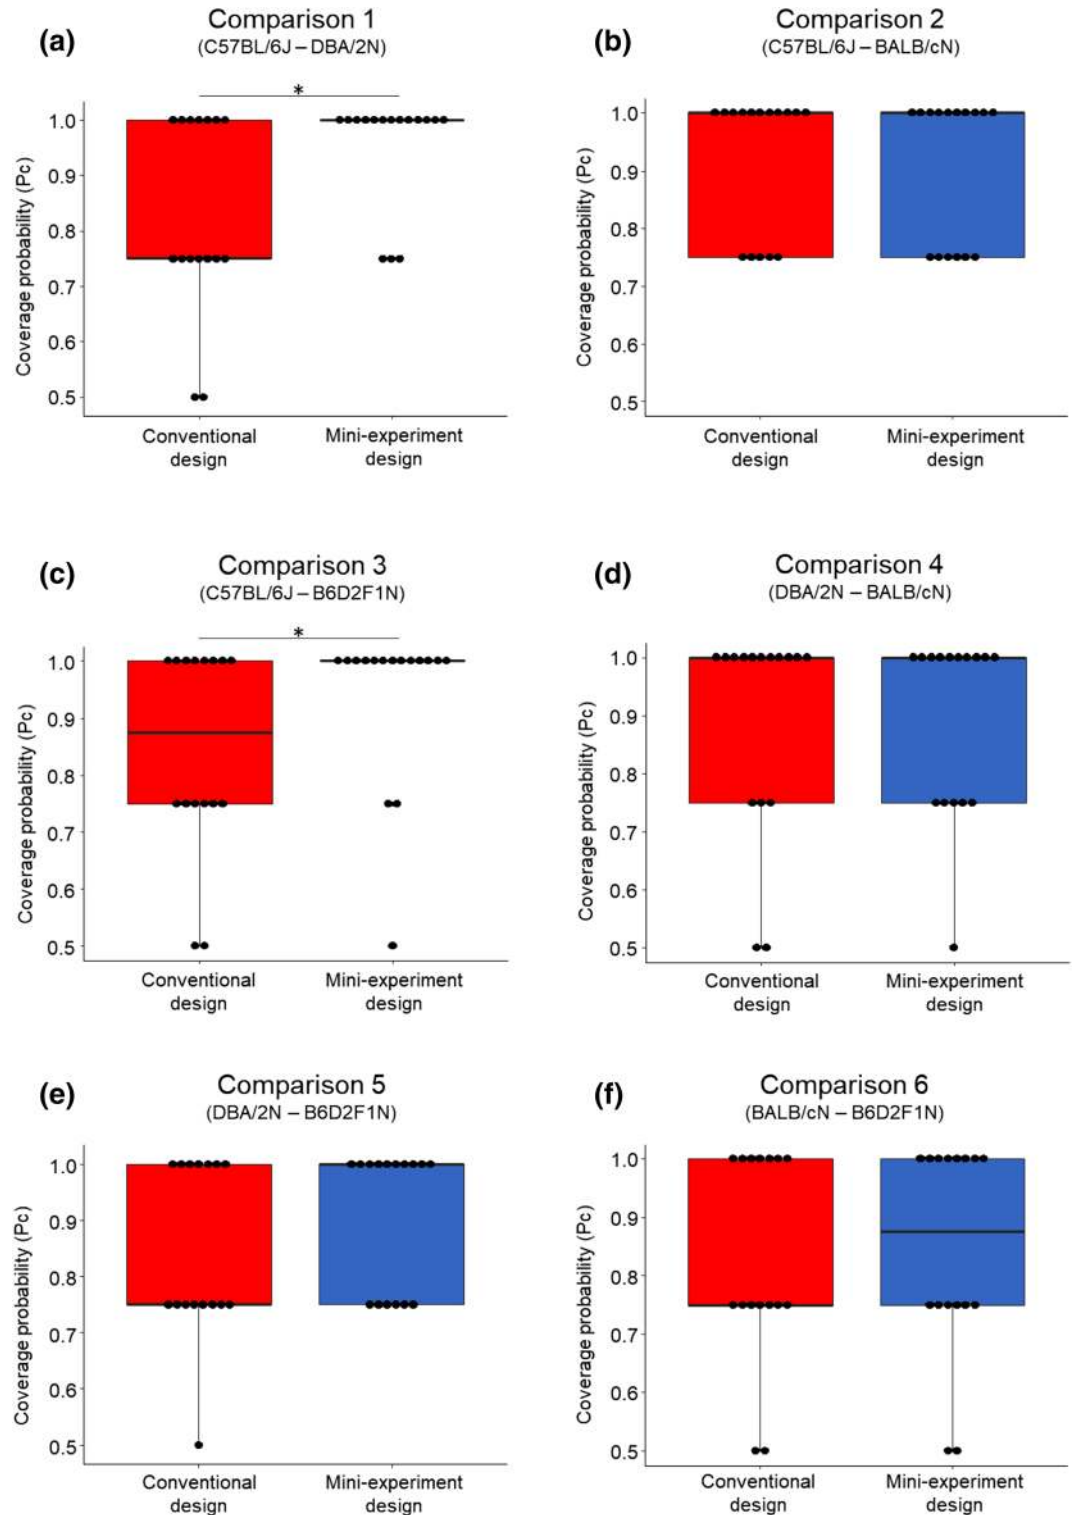 Comparison 1
(a)
(C57BL/6J – DBA/2N)
*
Coverage probability (Pc)
1.0
0.9
0.8
0.7
0.6
0.5
Conventional design
Mini-experiment design
Comparison 2
(b)
(C57BL/6J – BALB/cN)
Coverage probability (Pc)
1.0
0.9
0.8
0.7
0.6
0.5
Conventional design
Mini-experiment design
Comparison 3
(c)
(C57BL/6J – B6D2F1N)
*
Coverage probability (Pc)
1.0
0.9
0.8
0.7
0.6
0.5
Conventional design
Mini-experiment design
Comparison 4
(d)
(DBA/2N – BALB/cN)
Coverage probability (Pc)
1.0
0.9
0.8
0.7
0.6
0.5
Conventional design
Mini-experiment design
Comparison 5
(e)
(DBA/2N – B6D2F1N)
Coverage probability (Pc)
1.0
0.9
0.8
0.7
0.6
0.5
Conventional design
Mini-experiment design
Comparison 6
(f)
(BALB/cN – B6D2F1N)
Coverage probability (Pc)
1.0
0.9
0.8
0.7
0.6
0.5
Conventional design
Mini-experiment design